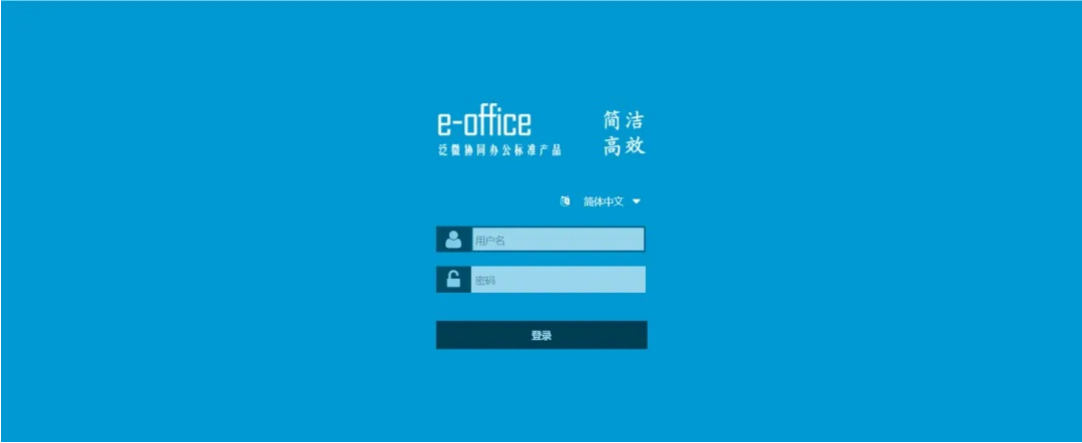 e-office
泛微协同办公标准产品
简洁
高效
简体中文
用户名
密码
登录